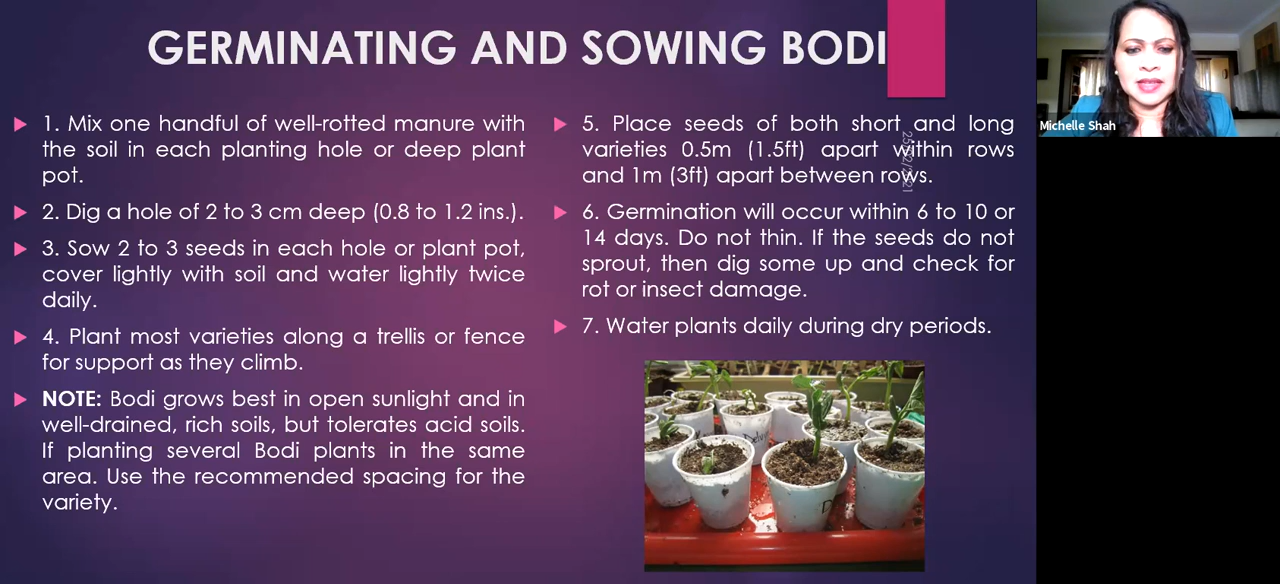 GERMINATING AND SOWING BODI
1. Mix one handful of well-rotted manure with
the soil in each planting hole or deep plant
pot.
2. Dig a hole of 2 to 3 cm deep (0.8 to 1.2 ins.).
3. Sow 2 to 3 seeds in each hole or plant pot,
cover lightly with soil and water lightly twice
daily.
4. Plant most varieties along a trellis or fence
for support as they climb.
NOTE: Bodi grows best in open sunlight and in
well-drained, rich soils, but tolerates acid soils.
If planting several Bodi plants in the same
area. Use the recommended spacing for the
variety.
5. Place seeds of both short and long
varieties 0.5m (1.5ft) apart within rows
and 1m (3ft) apart between rows.
6. Germination will occur within 6 to 10 or
14 days. Do not thin. If the seeds do not
sprout, then dig some up and check for
rot or insect damage.
7. Water plants daily during dry periods.
Michelle Shah